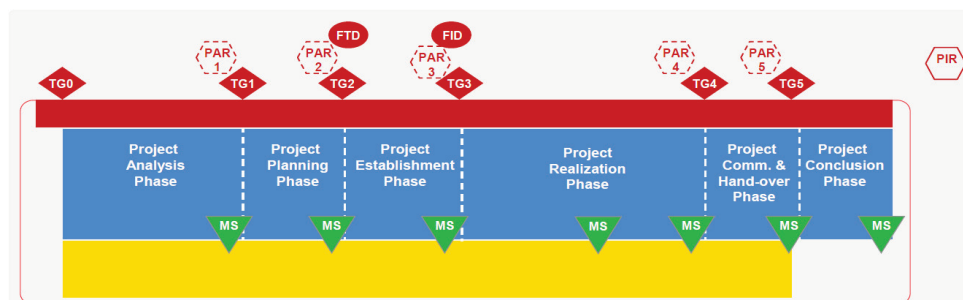 FTD
FID
PAR
1
PAR
2
PAR
3
PAR
4
PAR
5
PIR
TG0
TG1
TG2
TG3
TG4
TG5
Project
Analysis
Phase
Project
Planning
Phase
Project
Establishment
Phase
Project
Realization
Phase
Project
Comm. &
Hand-over
Phase
Project
Conclusion
Phase
MS
MS
MS
MS
MS
MS
MS